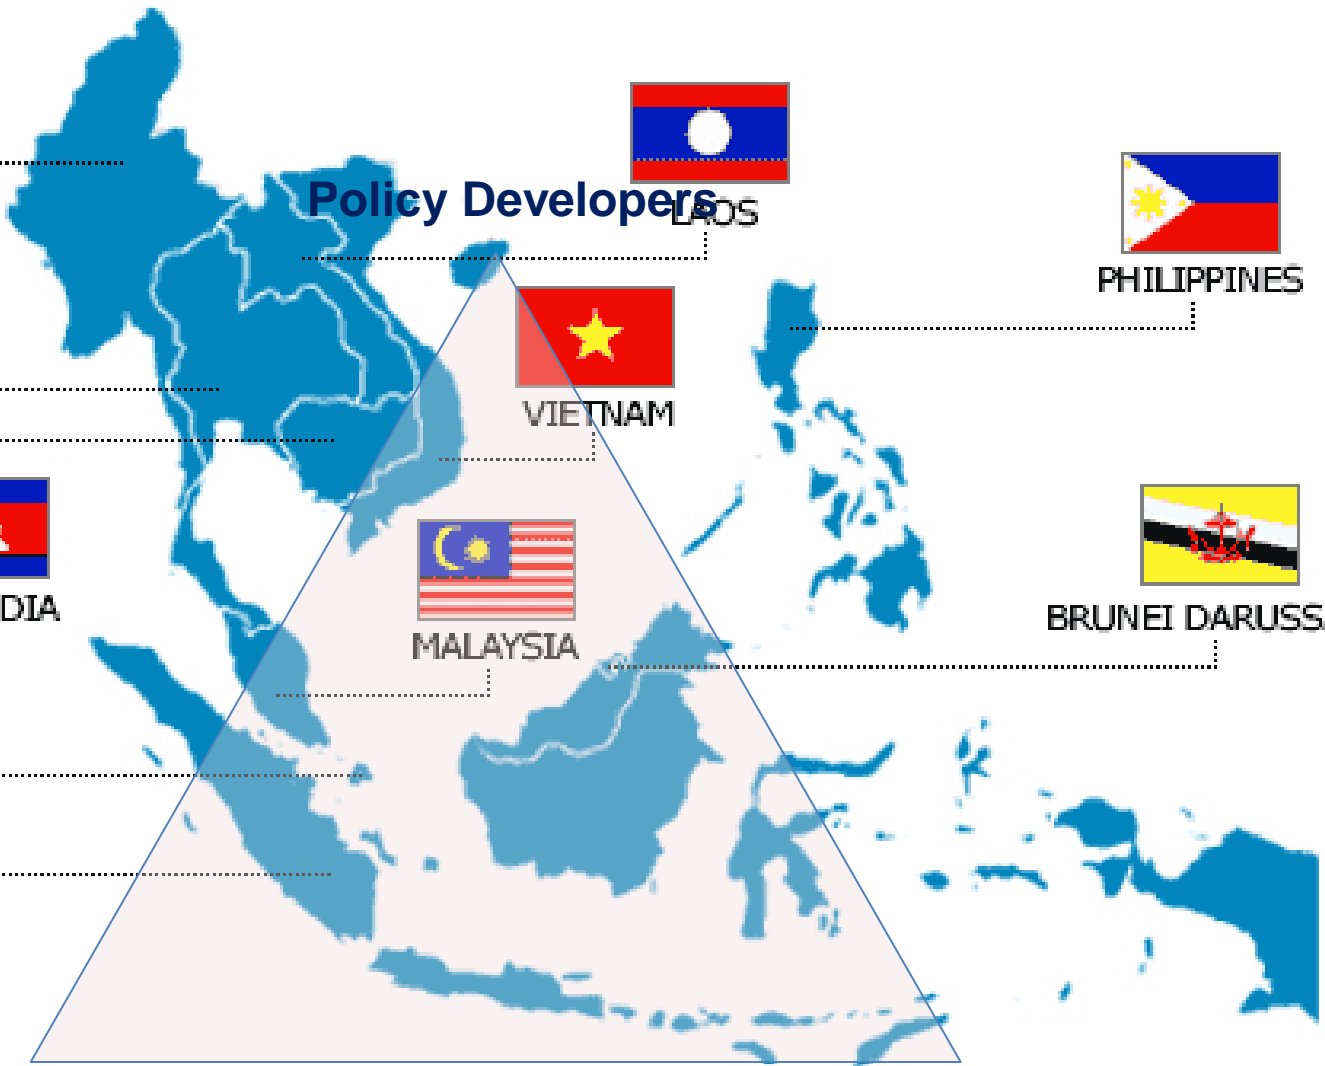 Policy Developers
LAOS
PHILIPPINES
VIETNAM
DIA
BRUNEI DARUSS
MALAYSIA